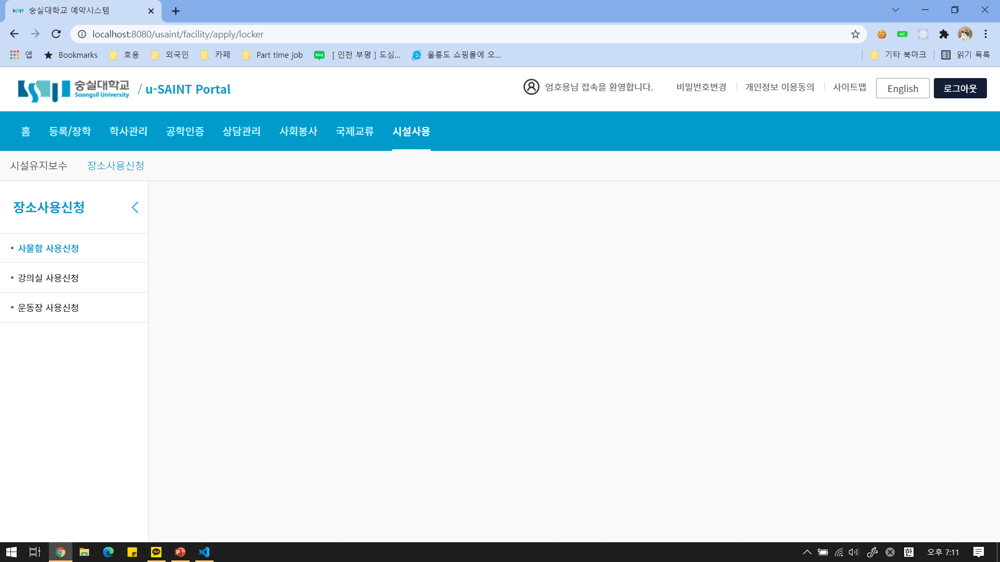 숭실대학교 예약시스템
localhost:8080/usaint/facility/apply/locker
AC
앱 Bookmarks 호용 외국인 카페 Part time job blog [ 인천 부평 ] 도심... 울릉도 쇼핑몰에 오... 기타 북마크 읽기 목록
숭실대학교
Soongsil University
/ u-SAINT Portal
엄호용님 접속을 환영합니다. 비밀번호변경 개인정보 이용동의 사이트맵 English 로그아웃
홈 등록/장학 학사관리 공학인증 상담관리 사회봉사 국제교류 시설사용
시설유지보수 장소사용신청
장소사용신청
• 사물함 사용신청
• 강의실 사용신청
• 운동장 사용신청
TALK
P
한 오후 7:11